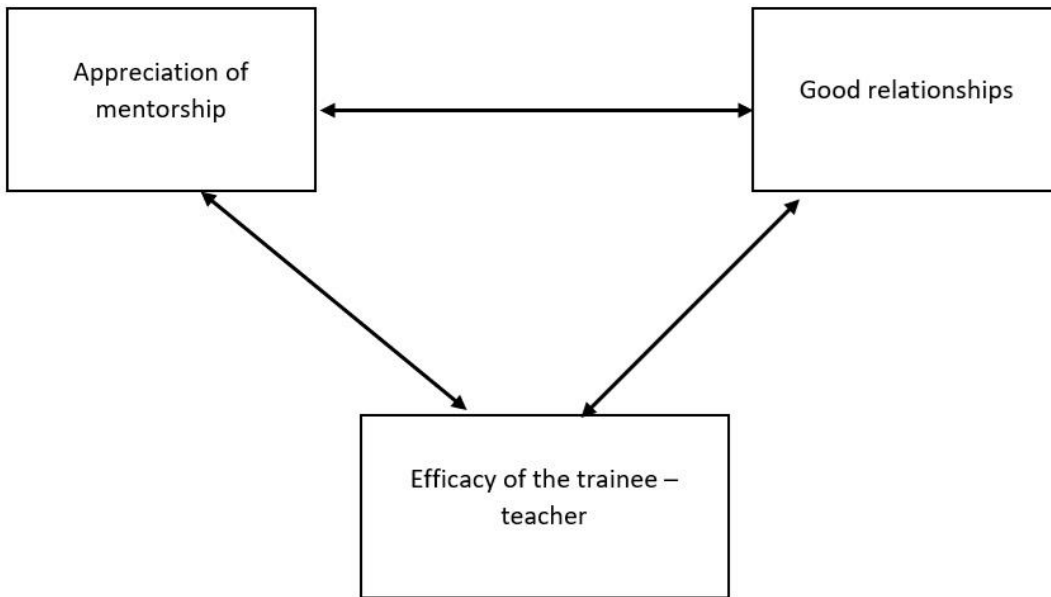 Appreciation of
mentorship
Good relationships
Efficacy of the trainee –
teacher